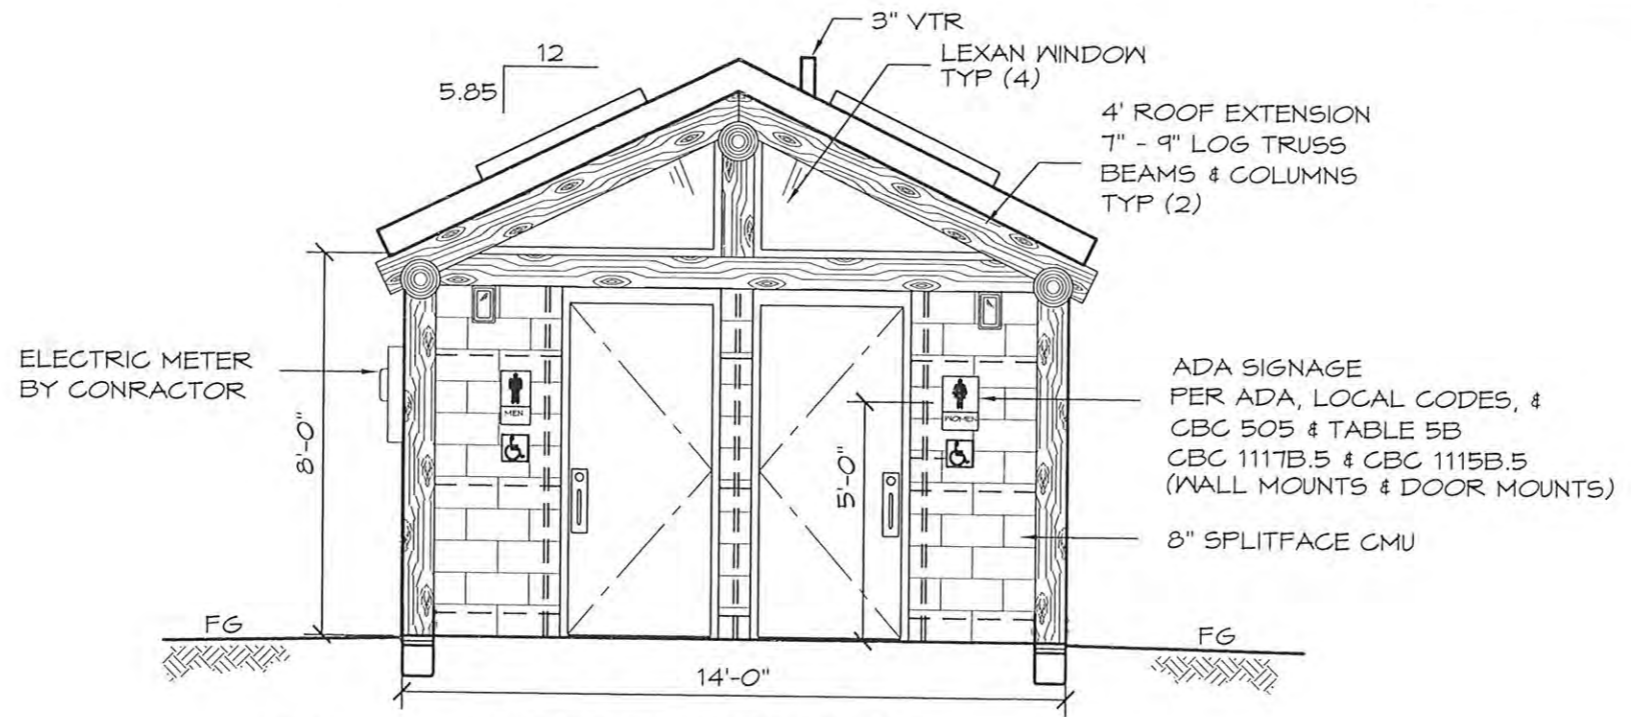 3" VTR
LEXAN WINDOW
TYP (4)
12
5.85
4' ROOF EXTENSION
7" - 9" LOG TRUSS
BEAMS & COLUMNS
TYP (2)
ELECTRIC METER
BY CONRACTOR
8'-0"
MEN
WOMEN
5'-0"
ADA SIGNAGE
PER ADA, LOCAL CODES, &
CBC 505 & TABLE 5B
CBC 1117B.5 & CBC 1115B.5
(WALL MOUNTS & DOOR MOUNTS)
8" SPLITFACE CMU
FG
FG
14'-0"